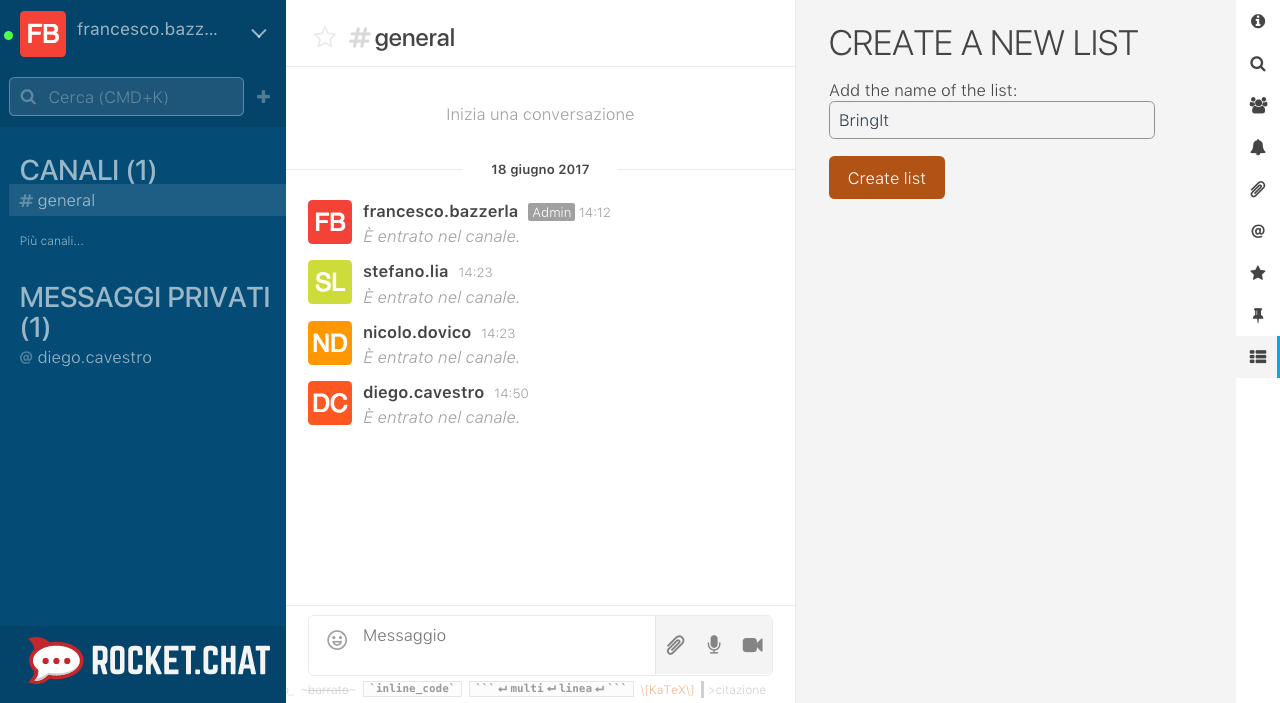 FB
francesco.bazz...
Cerca (CMD+K)
CANALI (1)
# general
Più canali...
MESSAGGI PRIVATI
(1)
@ diego.cavestro
ROCKET.CHAT
#general
Inizia una conversazione
18 giugno 2017
FB
francesco.bazzerla Admin 14:12
È entrato nel canale.
SL
stefano.lia 14:23
È entrato nel canale.
ND
nicolo.dovico 14:23
È entrato nel canale.
DC
diego.cavestro 14:50
È entrato nel canale.
Messaggio
~barrato~ `inline_code` ```↵multi↵linea↵``` \[KaTeX\] >citazione
CREATE A NEW LIST
Add the name of the list:
BringIt
Create list